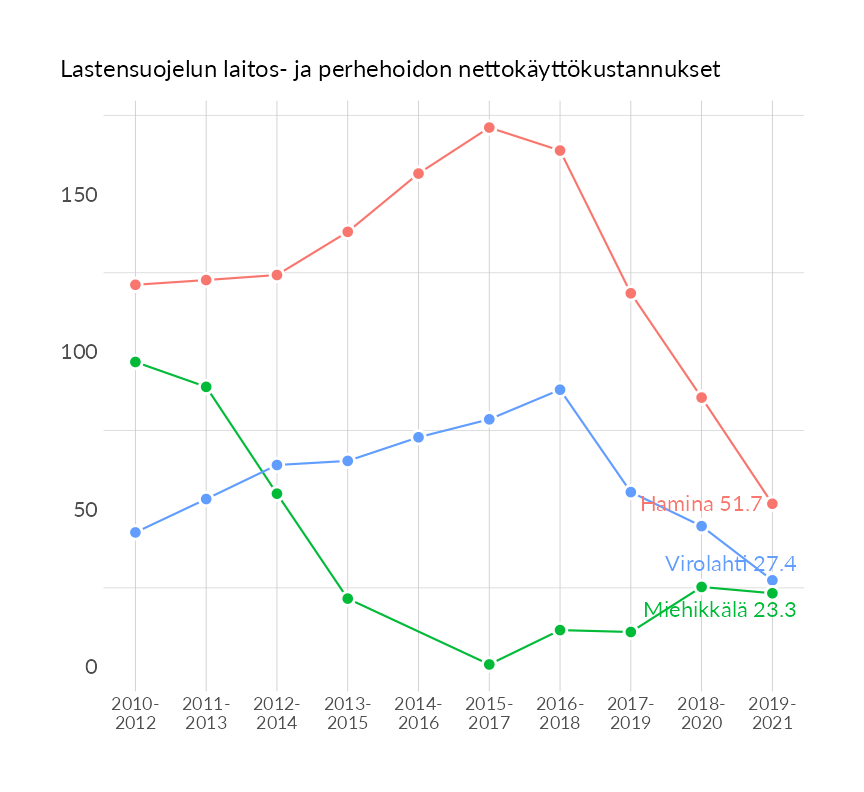 Lastensuojelun laitos- ja perhehoidon nettokäyttökustannukset
150
100
50
0
Hamina 51.7
Virolahti 27.4
Miehikkälä 23.3
2010- 2011- 2012- 2013- 2014- 2015- 2016- 2017- 2018- 2019-
2012 2013 2014 2015 2016 2017 2018 2019 2020 2021